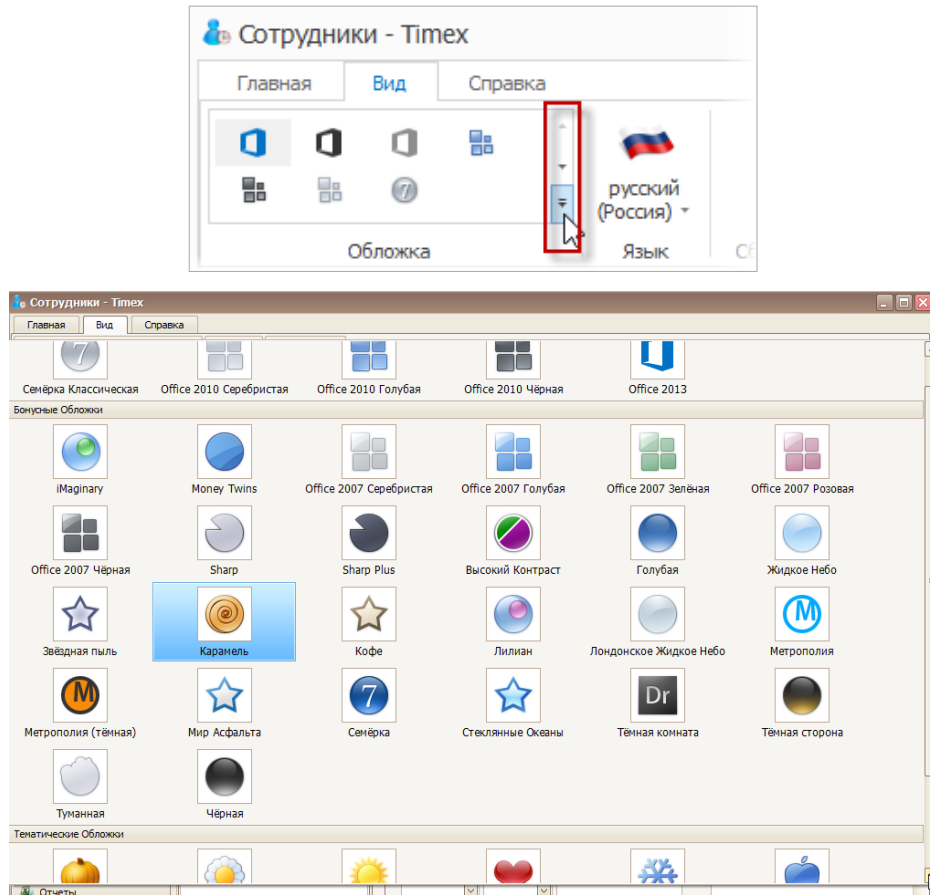 Сотрудники - Timex
Главная Вид Справка
русский
(Россия)
Обложка Язык Сб
Сотрудники - Timex
Главная Вид Справка
Семёрка Классическая Office 2010 Серебристая Office 2010 Голубая Office 2010 Чёрная Office 2013
Бонусные Обложки
iMaginary Money Twins Office 2007 Серебристая Office 2007 Голубая Office 2007 Зелёная Office 2007 Розовая
Office 2007 Чёрная Sharp Sharp Plus Высокий Контраст Голубая Жидкое Небо
Звёздная пыль Карамель Кофе Лилиан Лондонское Жидкое Небо Метрополия
Метрополия (тёмная) Мир Асфальта Семёрка Стеклянные Океаны Тёмная комната Тёмная сторона
Туманная Чёрная
Тематические Обложки
Отчеты